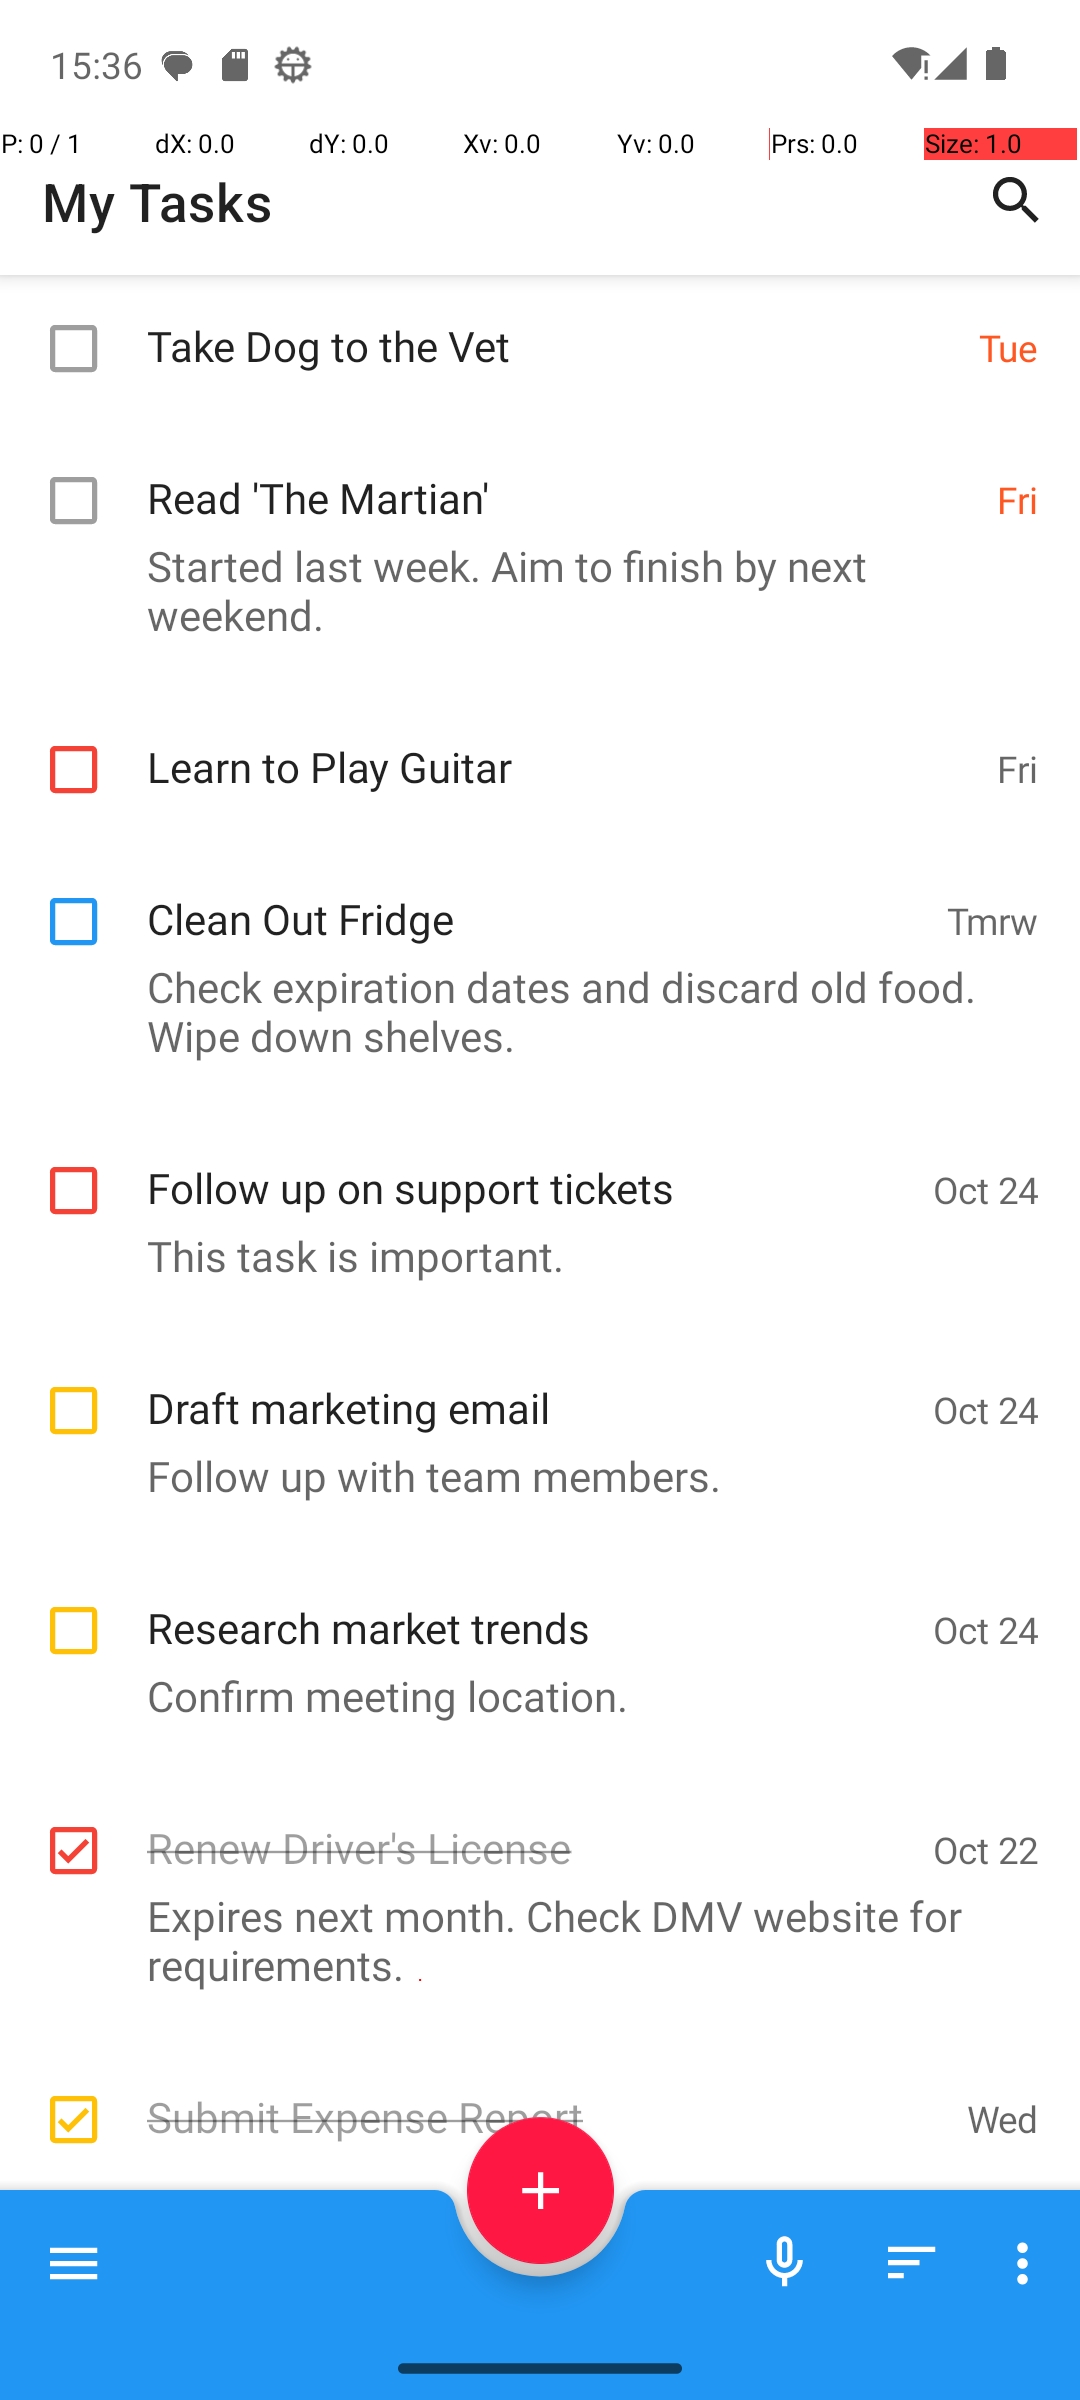 15:36
P: 0 / 1 dX: 0.0 dY: 0.0 Xv: 0.0 Yv: 0.0 Prs: 0.0 Size: 1.0
My Tasks
Take Dog to the Vet Tue
Read 'The Martian' Fri
Started last week. Aim to finish by next
weekend.
Learn to Play Guitar Fri
Clean Out Fridge Tmrw
Check expiration dates and discard old food.
Wipe down shelves.
Follow up on support tickets Oct 24
This task is important.
Draft marketing email Oct 24
Follow up with team members.
Research market trends Oct 24
Confirm meeting location.
Renew Driver's License Oct 22
Expires next month. Check DMV website for
requirements.
Submit Expense Report Wed